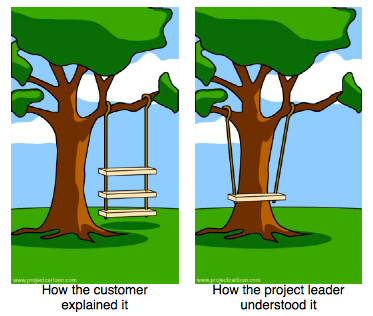 www.projectcartoon.com
www.projectcartoon.com
How the customer
explained it
How the project leader
understood it